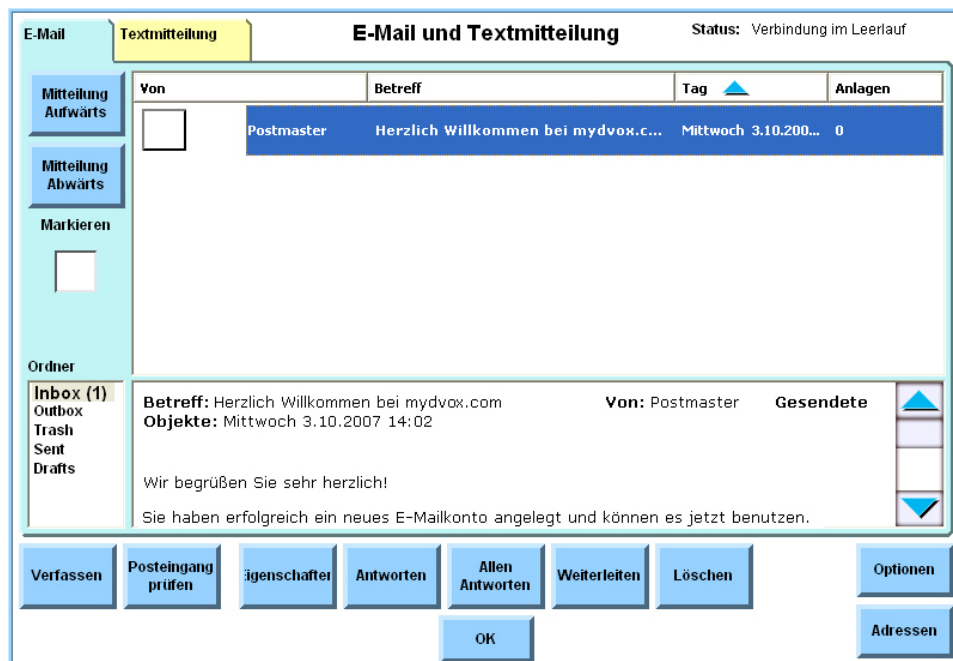 E-Mail
Textmitteilung
E-Mail und Textmitteilung
Status: Verbindung im Leerlauf
Mitteilung
Aufwärts
Mitteilung
Abwärts
Markieren
Von Betreff Tag Anlagen
Postmaster Herzlich Willkommen bei mydvox.c... Mittwoch 3.10.200... 0
Ordner
Inbox (1)
Outbox
Trash
Sent
Drafts
Betreff: Herzlich Willkommen bei mydvox.com Von: Postmaster Gesendete
Objekte: Mittwoch 3.10.2007 14:02
Wir begrüßen Sie sehr herzlich!
Sie haben erfolgreich ein neues E-Mailkonto angelegt und können es jetzt benutzen.
Verfassen
Posteingang
prüfen
igenschafter
Antworten
Allen
Antworten
Weiterleiten
Löschen
Optionen
OK
Adressen